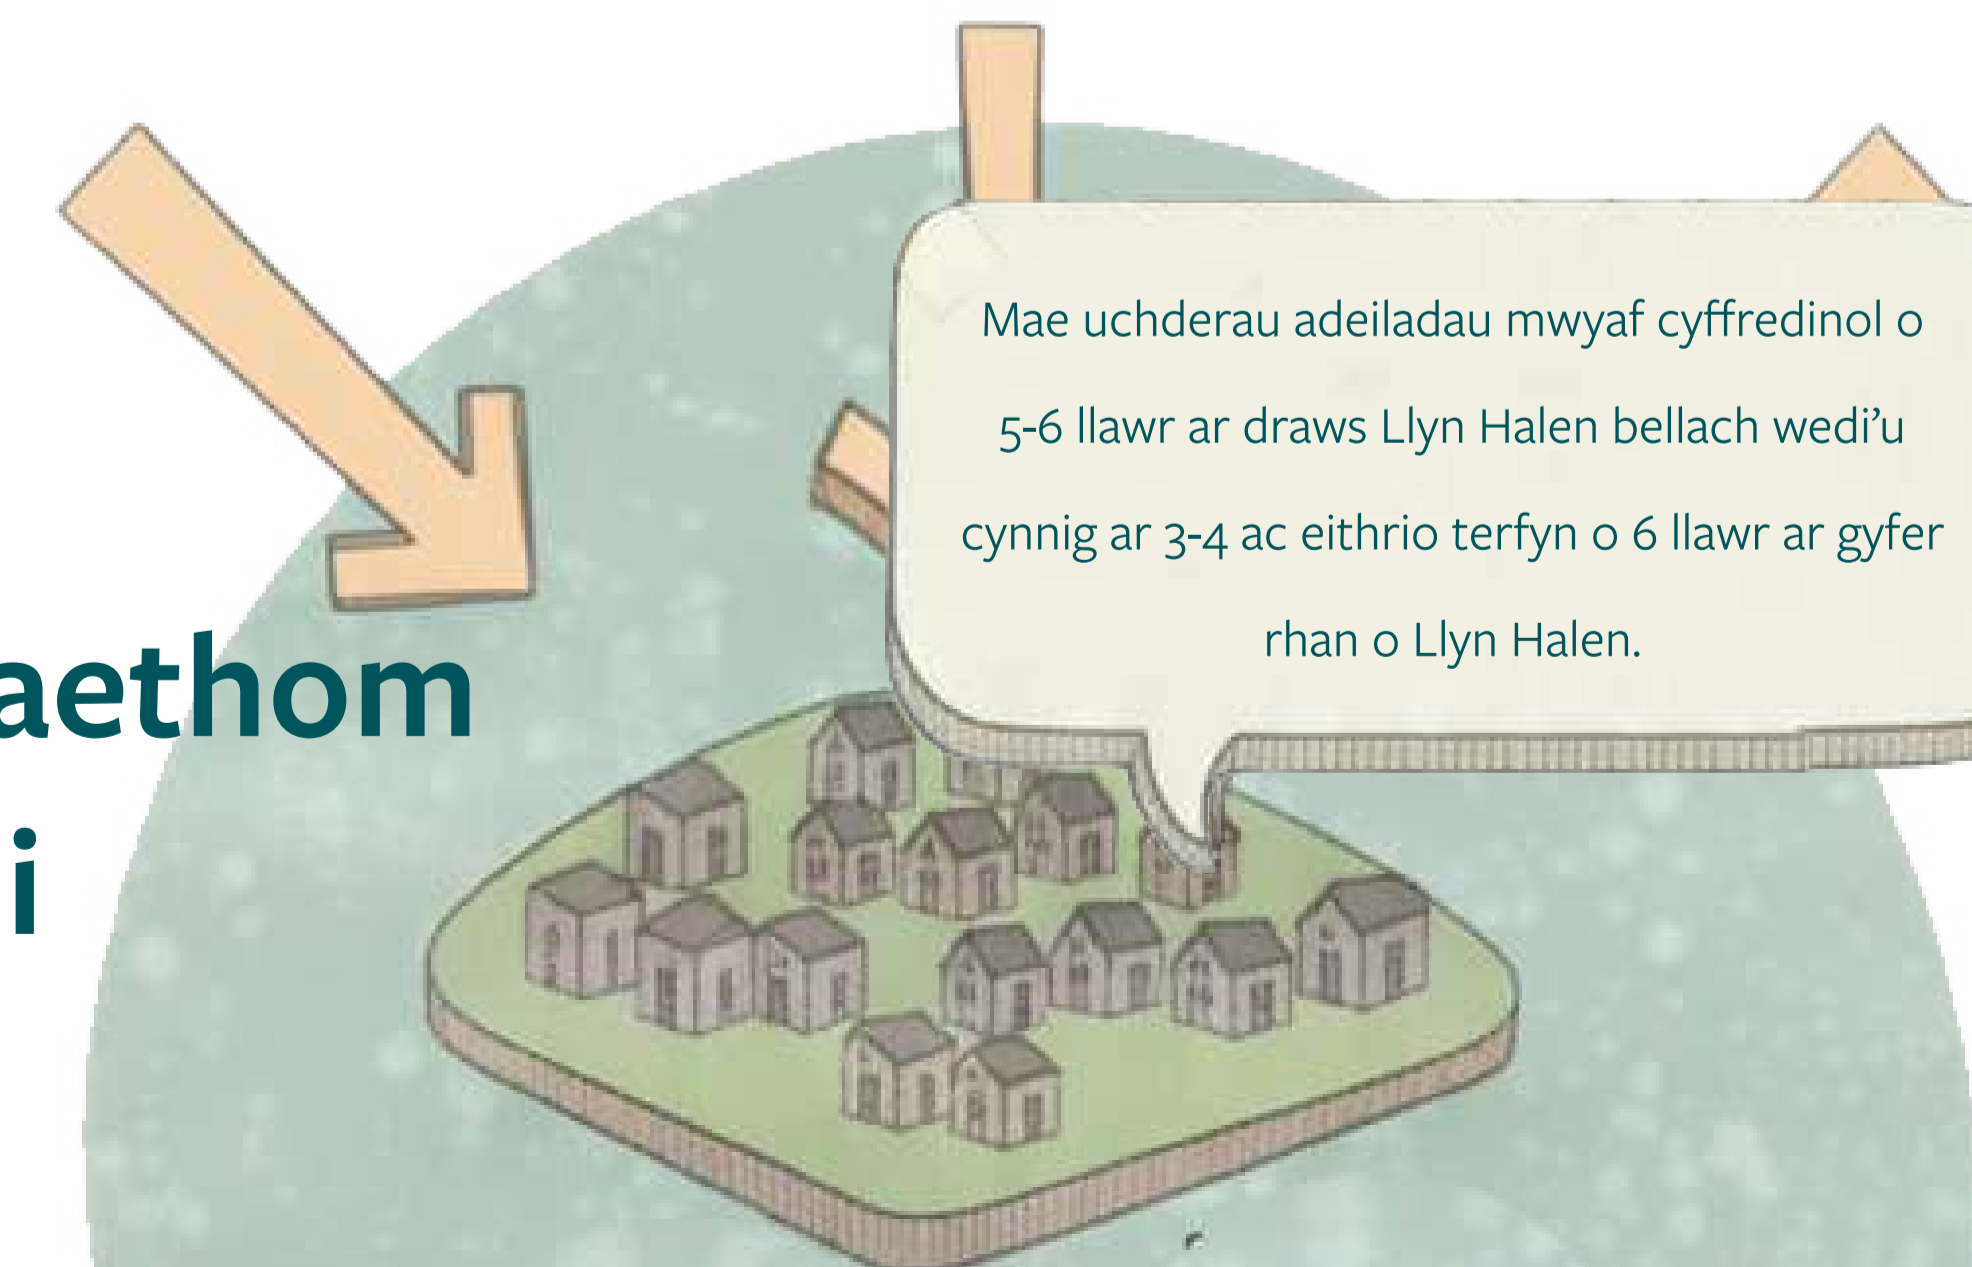 Mae uchderau adeiladau mwyaf cyffredinol o
5-6 llawr ar draws Llyn Halen bellach wedi’u
cynnig ar 3-4 ac eithrio terfyn o 6 llawr ar gyfer
rhan o Llyn Halen.
aethom
i